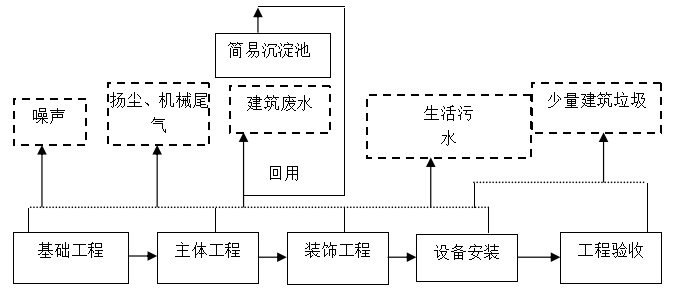 简易沉淀池
噪声
扬尘、机械尾
气
建筑废水
生活污
水
少量建筑垃圾
回用
基础工程
主体工程
装饰工程
设备安装
工程验收